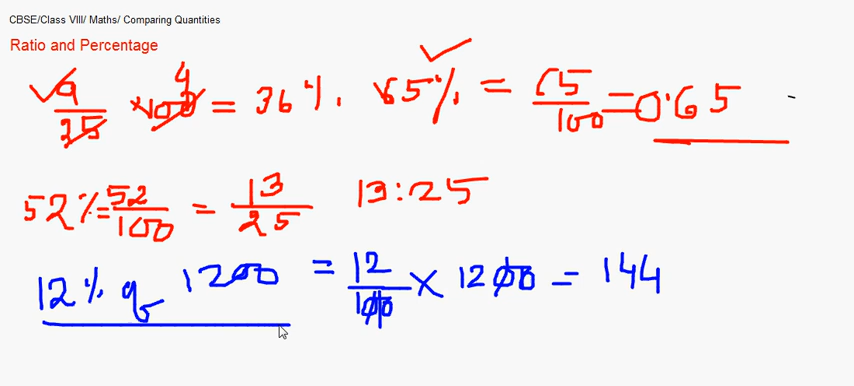 CBSE/Class VIII/ Maths/ Comparing Quantities
Ratio and Percentage
9/25 × 100 4 = 36%. 65% = 65/100 = 0.65
52% = 52/100 = 13/25 13:25
12% of 1200 = 12/100 × 1200 = 144